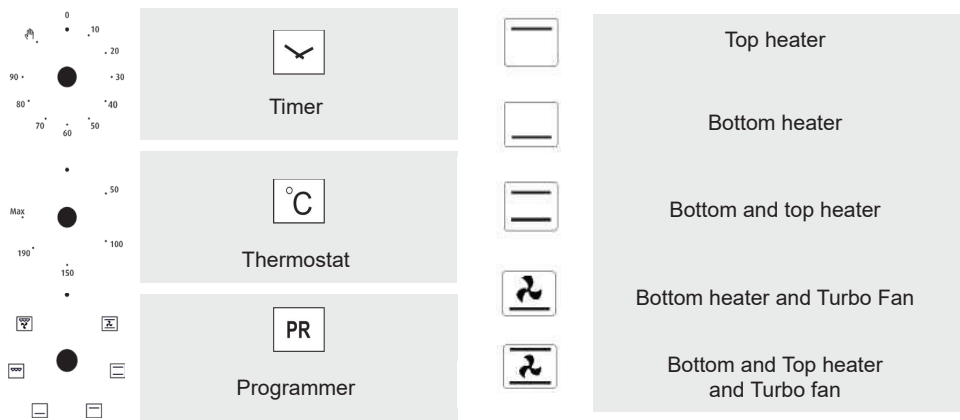 0
10
20
30
40
50
60
70
80
90
Timer
50
100
150
190
Max
°C
Thermostat
PR
Programmer
Top heater
Bottom heater
Bottom and top heater
Bottom heater and Turbo Fan
Bottom and Top heater
and Turbo fan